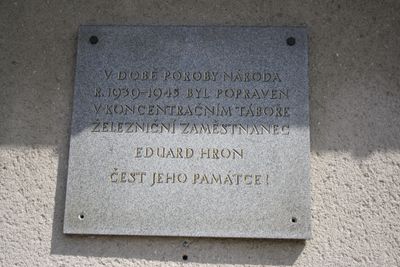 V DOBĚ POROBY NÁRODA
R. 1939–1945 BYL POPRAVEN
V KONCENTRAČNÍM TÁBOŘE
ŽELEZNIČNÍ ZAMĚSTNANEC
EDUARD HRON
ČEST JEHO PAMÁTCE!